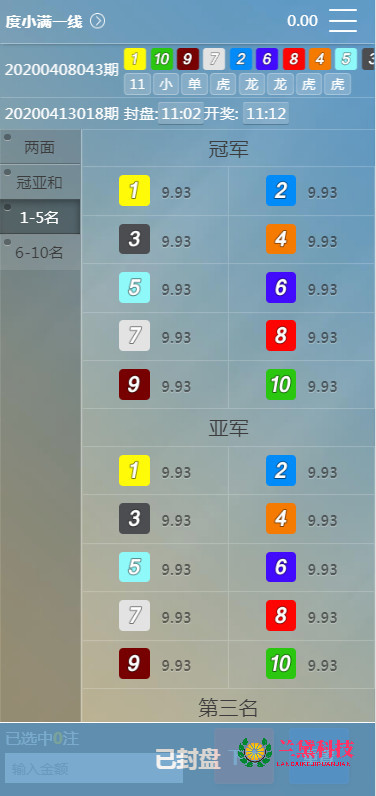 度小满一线 0.00
20200408043期 1 10 9 7 2 6 8 4 5 3
11 小 单 虎 龙 龙 虎 虎
20200413018期 封盘:11:02 开奖: 11:12
两面
冠亚和
1-5名
6-10名
冠军
1 9.93 2 9.93
3 9.93 4 9.93
5 9.93 6 9.93
7 9.93 8 9.93
9 9.93 10 9.93
亚军
1 9.93 2 9.93
3 9.93 4 9.93
5 9.93 6 9.93
7 9.93 8 9.93
9 9.93 10 9.93
第三名
已选中0注
输入金额
已封盘
下
兰黛科技
LANDAIKEJIYUANJIAN